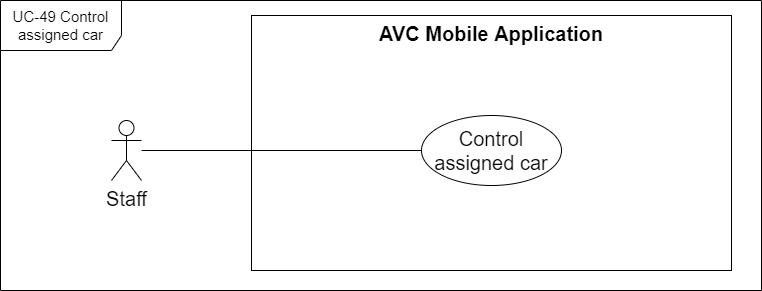 UC-49 Control
assigned car
AVC Mobile Application
Control
assigned car
Staff